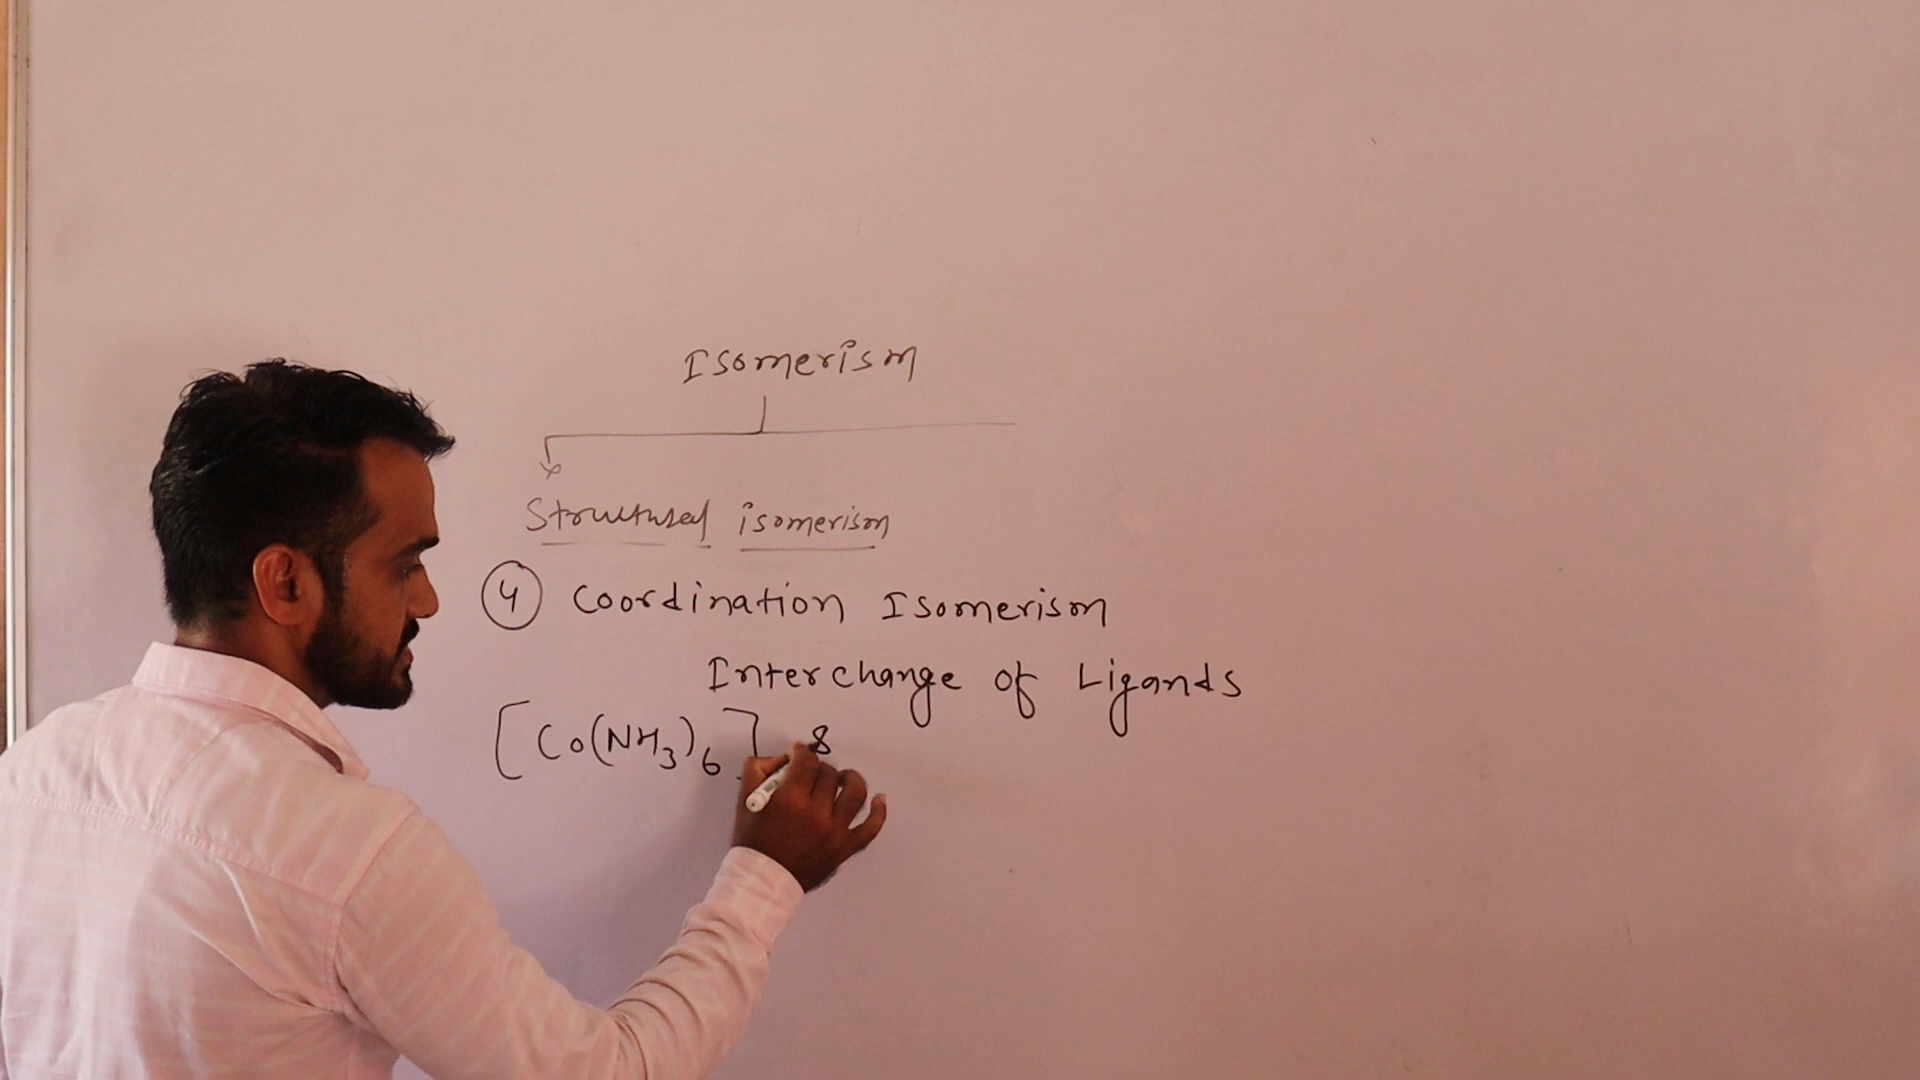 Isomerism
Structural isomerism
4 Coordination Isomerism
Interchange of Ligands
[Co(NH3)6] &